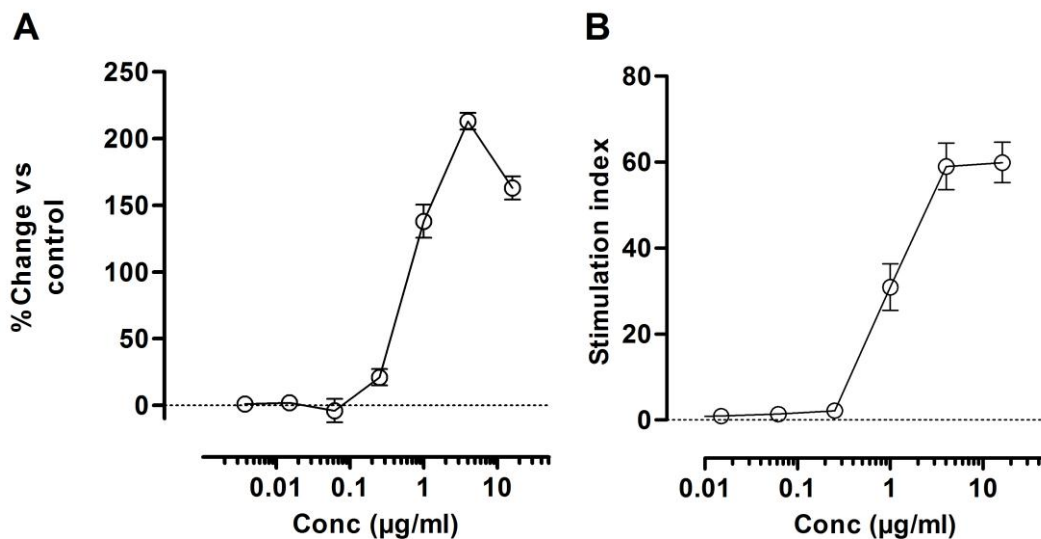 A
%Change vs
control
250
200
150
100
50
0
0.01 0.1 1 10
Conc (µg/ml)
B
Stimulation index
80
60
40
20
0
0.01 0.1 1 10
Conc (µg/ml)